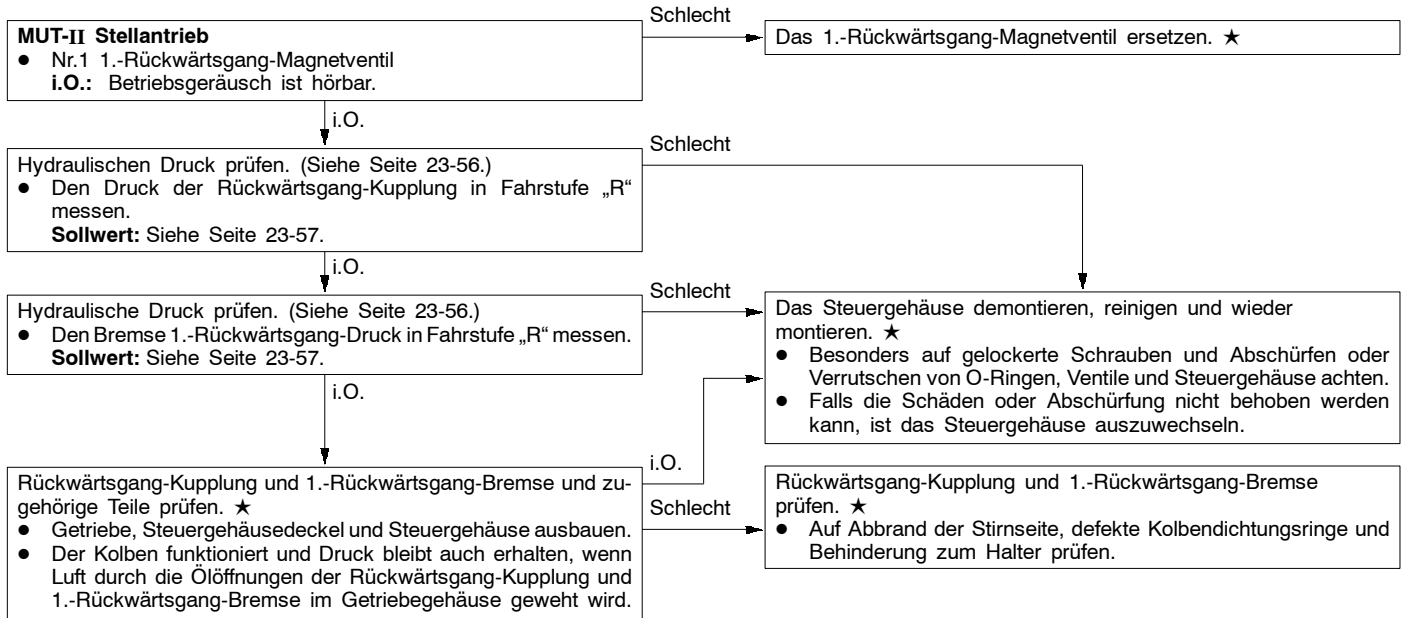 Schlecht
MUT-II Stellantrieb
● Nr.1 1.-Rückwärtsgang-Magnetventil
i.O.: Betriebsgeräusch ist hörbar.
Das 1.-Rückwärtsgang-Magnetventil ersetzen. ★
i.O.
Schlecht
Hydraulischen Druck prüfen. (Siehe Seite 23-56.)
● Den Druck der Rückwärtsgang-Kupplung in Fahrstufe „R“
messen.
Sollwert: Siehe Seite 23-57.
i.O.
Schlecht
Hydraulische Druck prüfen. (Siehe Seite 23-56.)
● Den Bremse 1.-Rückwärtsgang-Druck in Fahrstufe „R“ messen.
Sollwert: Siehe Seite 23-57.
Das Steuergehäuse demontieren, reinigen und wieder
montieren. ★
● Besonders auf gelockerte Schrauben und Abschürfen oder
Verrutschen von O-Ringen, Ventile und Steuergehäuse achten.
● Falls die Schäden oder Abschürfung nicht behoben werden
kann, ist das Steuergehäuse auszuwechseln.
i.O.
i.O.
Rückwärtsgang-Kupplung und 1.-Rückwärtsgang-Bremse und zu-
gehörige Teile prüfen. ★
● Getriebe, Steuergehäusedeckel und Steuergehäuse ausbauen.
● Der Kolben funktioniert und Druck bleibt auch erhalten, wenn
Luft durch die Ölöffnungen der Rückwärtsgang-Kupplung und
1.-Rückwärtsgang-Bremse im Getriebegehäuse geweht wird.
Schlecht
Rückwärtsgang-Kupplung und 1.-Rückwärtsgang-Bremse
prüfen. ★
● Auf Abbrand der Stirnseite, defekte Kolbendichtungsringe und
Behinderung zum Halter prüfen.